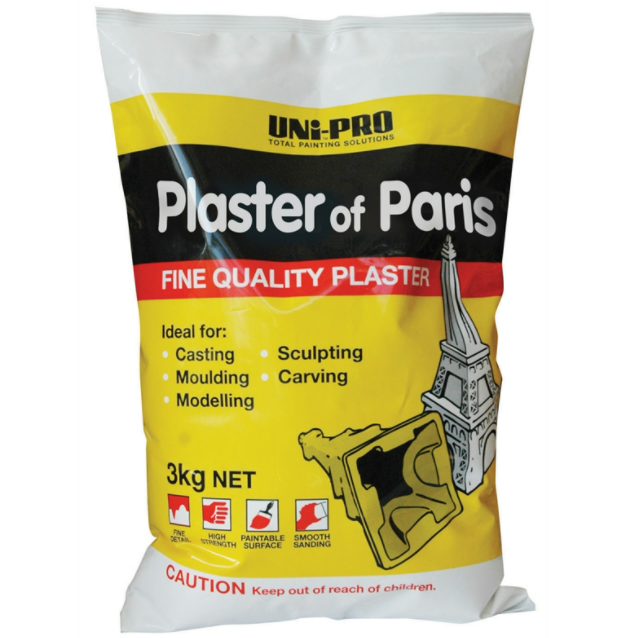 UNi-PRO
TOTAL PAINTING SOLUTIONS
Plaster of Paris
FINE QUALITY PLASTER
Ideal for:
• Casting • Sculpting
• Moulding • Carving
• Modelling
3kg NET
FINE HIGH PAINTABLE SMOOTH
DETAIL STRENGTH SURFACE SANDING
CAUTION Keep out of reach of children.